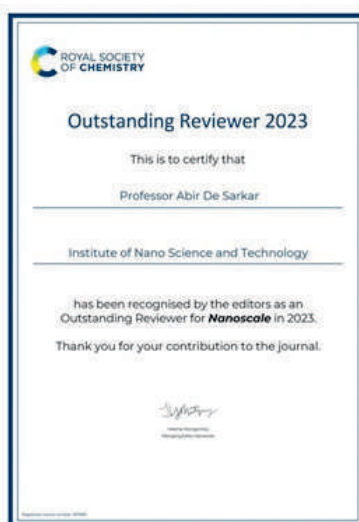 ROYAL SOCIETY
OF CHEMISTRY
Outstanding Reviewer 2023
This is to certify that
Professor Abir De Sarkar
Institute of Nano Science and Technology
has been recognised by the editors as an
Outstanding Reviewer for Nanoscale in 2023.
Thank you for your contribution to the journal.